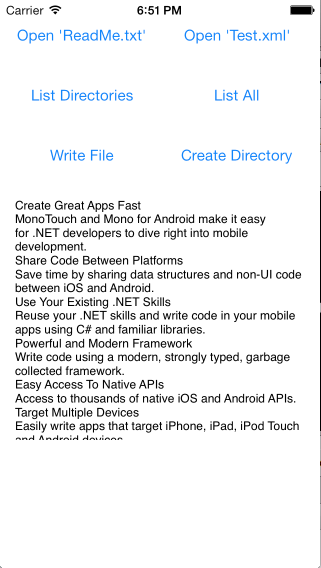 Carrier 6:51 PM
Open 'ReadMe.txt' Open 'Test.xml'
List Directories List All
Write File Create Directory
Create Great Apps Fast
MonoTouch and Mono for Android make it easy
for .NET developers to dive right into mobile
development.
Share Code Between Platforms
Save time by sharing data structures and non-UI code
between iOS and Android.
Use Your Existing .NET Skills
Reuse your .NET skills and write code in your mobile
apps using C# and familiar libraries.
Powerful and Modern Framework
Write code using a modern, strongly typed, garbage
collected framework.
Easy Access To Native APIs
Access to thousands of native iOS and Android APIs.
Target Multiple Devices
Easily write apps that target iPhone, iPad, iPod Touch
and Android devices